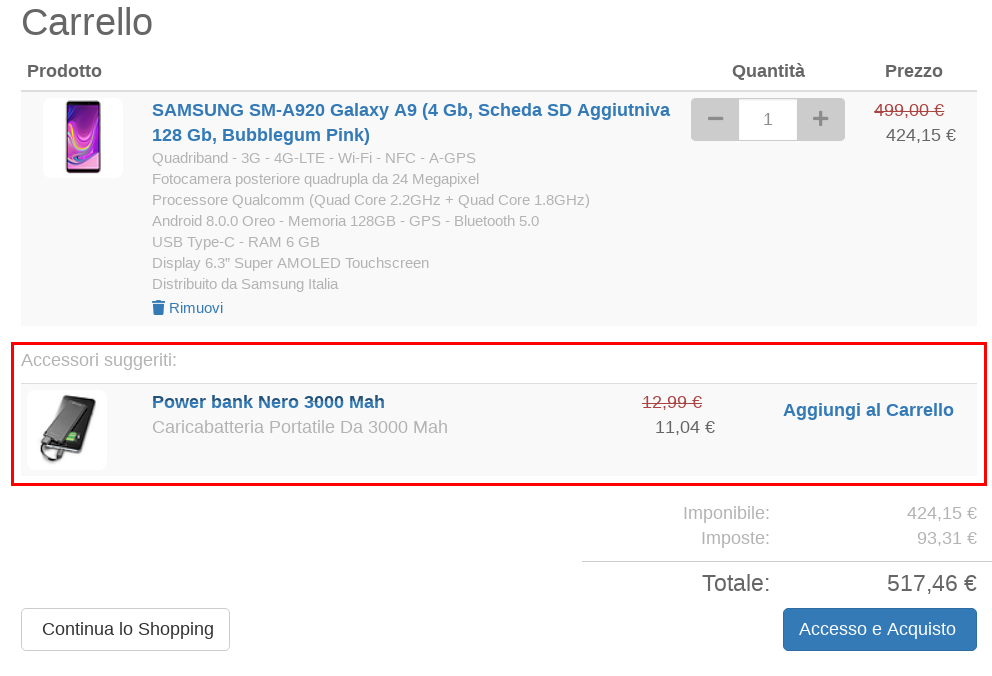 Carrello
Prodotto Quantità Prezzo
SAMSUNG SM-A920 Galaxy A9 (4 Gb, Scheda SD Aggiutniva 1 499,00 €
128 Gb, Bubblegum Pink) 424,15 €
Quadriband - 3G - 4G-LTE - Wi-Fi - NFC - A-GPS
Fotocamera posteriore quadrupla da 24 Megapixel
Processore Qualcomm (Quad Core 2.2GHz + Quad Core 1.8GHz)
Android 8.0.0 Oreo - Memoria 128GB - GPS - Bluetooth 5.0
USB Type-C - RAM 6 GB
Display 6.3” Super AMOLED Touchscreen
Distribuito da Samsung Italia
Rimuovi
Accessori suggeriti:
Power bank Nero 3000 Mah 12,99 € Aggiungi al Carrello
Caricabatteria Portatile Da 3000 Mah 11,04 €
Imponibile: 424,15 €
Imposte: 93,31 €
Totale: 517,46 €
Continua lo Shopping Accesso e Acquisto